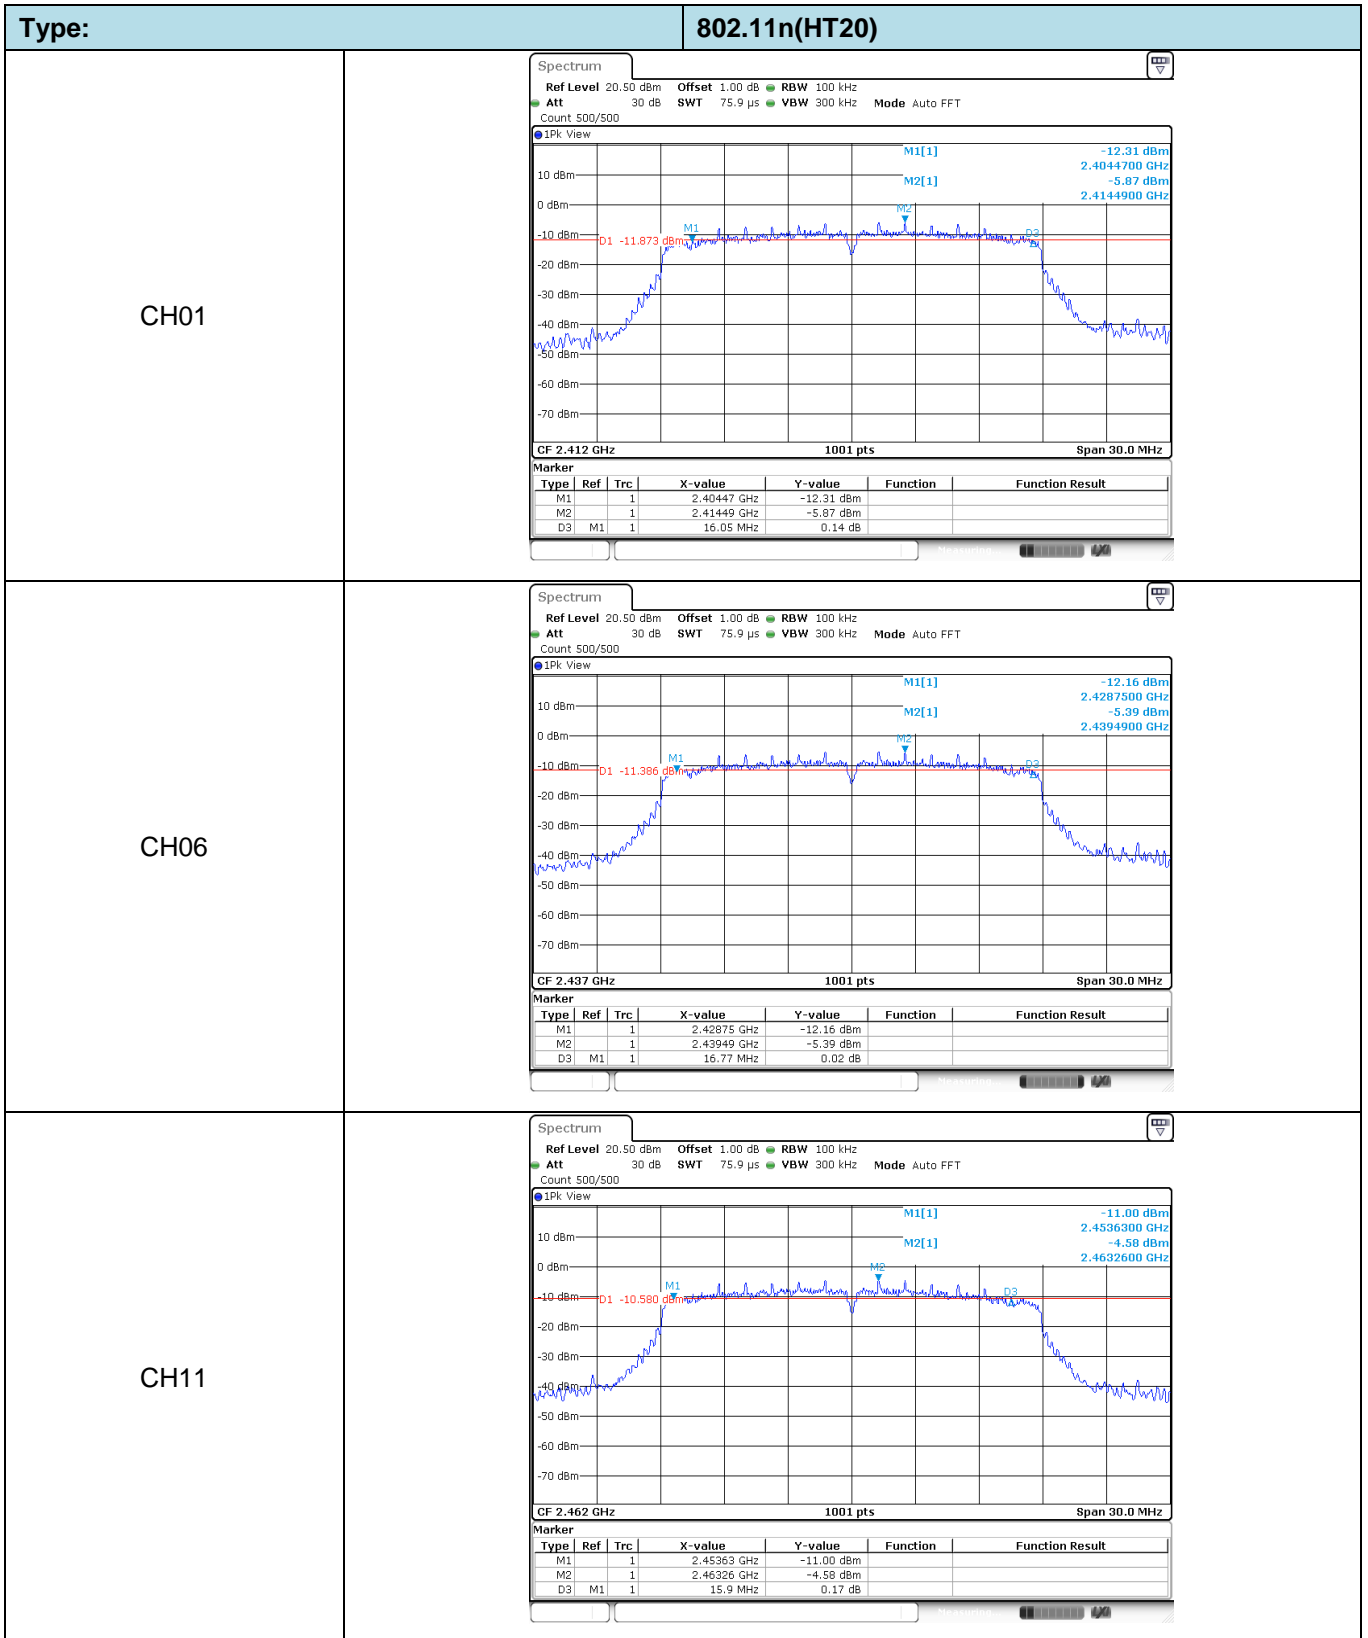 Type: 802.11n(HT20)
CH01
Spectrum
Ref Level 20.50 dBm Offset 1.00 dB RBW 100 kHz
Att 30 dB SWT 75.9 µs VBW 300 kHz Mode Auto FFT
Count 500/500
1Pk View
M1[1] -12.31 dBm
2.4044700 GHz
10 dBm
M2[1] -5.87 dBm
2.4144900 GHz
0 dBm
M2
M1
D3
-10 dBm
D1 -11.873 dBm
-20 dBm
-30 dBm
-40 dBm
-50 dBm
-60 dBm
-70 dBm
CF 2.412 GHz 1001 pts Span 30.0 MHz
Marker
Type Ref Trc X-value Y-value Function Function Result
M1 1 2.40447 GHz -12.31 dBm
M2 1 2.41449 GHz -5.87 dBm
D3 M1 1 16.05 MHz 0.14 dB
Measuring
LXI
CH06
Spectrum
Ref Level 20.50 dBm Offset 1.00 dB RBW 100 kHz
Att 30 dB SWT 75.9 µs VBW 300 kHz Mode Auto FFT
Count 500/500
1Pk View
M1[1] -12.16 dBm
2.4287500 GHz
10 dBm
M2[1] -5.39 dBm
2.4394900 GHz
0 dBm
M2
M1
D3
-10 dBm
D1 -11.386 dBm
-20 dBm
-30 dBm
-40 dBm
-50 dBm
-60 dBm
-70 dBm
CF 2.437 GHz 1001 pts Span 30.0 MHz
Marker
Type Ref Trc X-value Y-value Function Function Result
M1 1 2.42875 GHz -12.16 dBm
M2 1 2.43949 GHz -5.39 dBm
D3 M1 1 16.77 MHz 0.02 dB
Measuring
LXI
CH11
Spectrum
Ref Level 20.50 dBm Offset 1.00 dB RBW 100 kHz
Att 30 dB SWT 75.9 µs VBW 300 kHz Mode Auto FFT
Count 500/500
1Pk View
M1[1] -11.00 dBm
2.4536300 GHz
10 dBm
M2[1] -4.58 dBm
2.4632600 GHz
0 dBm
M2
M1
D3
-10 dBm
D1 -10.580 dBm
-20 dBm
-30 dBm
-40 dBm
-50 dBm
-60 dBm
-70 dBm
CF 2.462 GHz 1001 pts Span 30.0 MHz
Marker
Type Ref Trc X-value Y-value Function Function Result
M1 1 2.45363 GHz -11.00 dBm
M2 1 2.46326 GHz -4.58 dBm
D3 M1 1 15.9 MHz 0.17 dB
Measuring
LXI